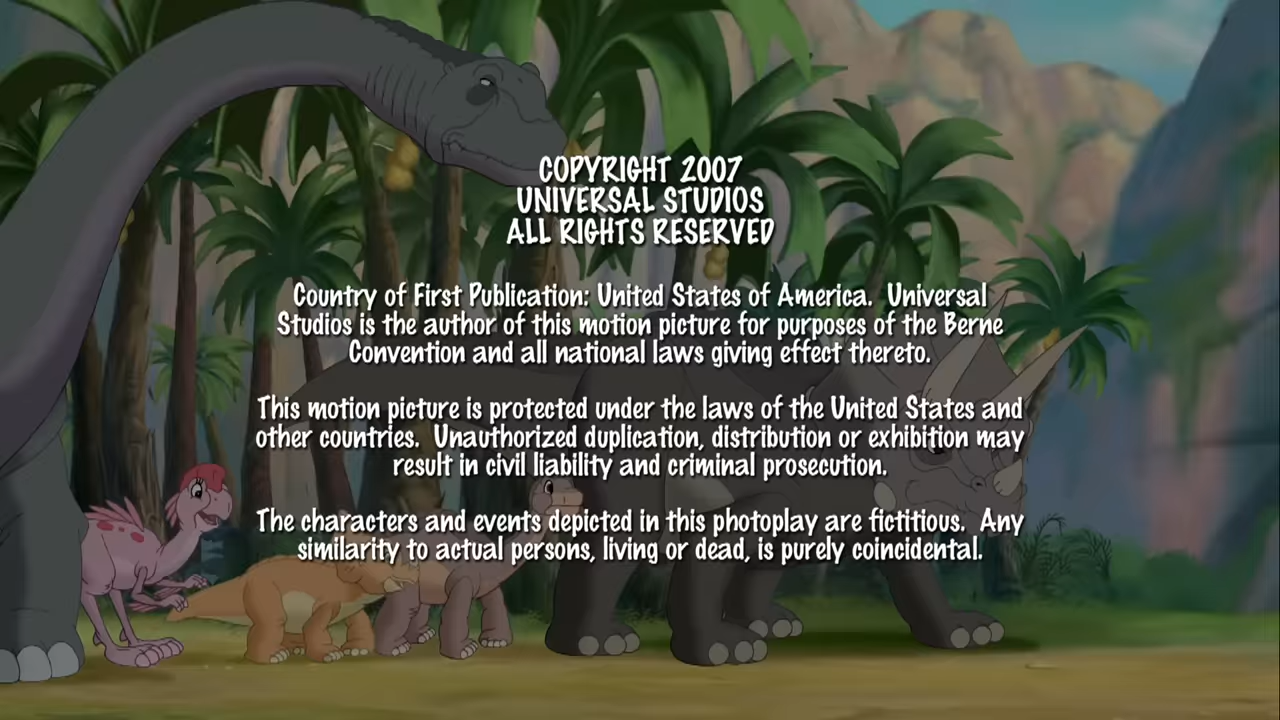 COPYRIGHT 2007
UNIVERSAL STUDIOS
ALL RIGHTS RESERVED
Country of First Publication: United States of America. Universal
Studios is the author of this motion picture for purposes of the Berne
Convention and all national laws giving effect thereto.
This motion picture is protected under the laws of the United States and
other countries. Unauthorized duplication, distribution or exhibition may
result in civil liability and criminal prosecution.
The characters and events depicted in this photoplay are fictitious. Any
similarity to actual persons, living or dead, is purely coincidental.